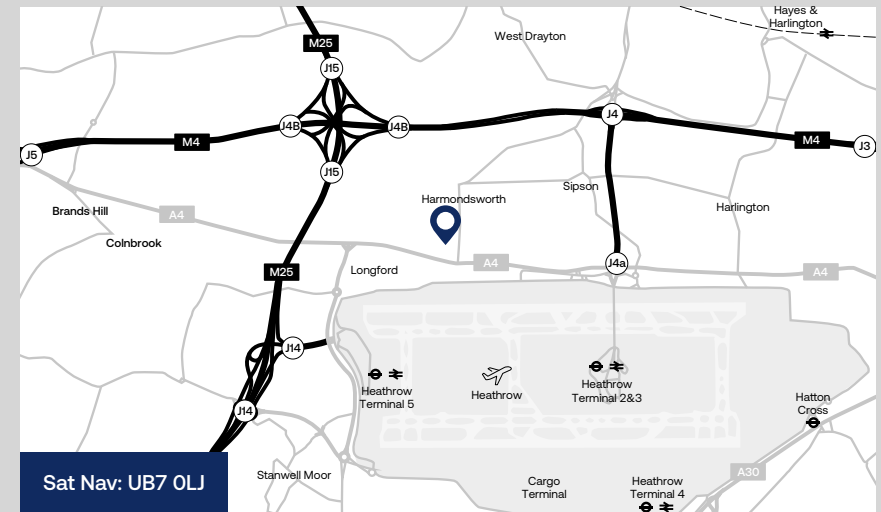 Hayes &
Harlington
West Drayton
M25
J15
J4B
J4B
J4
J5
M4
M4
J3
J15
Sipson
Harmondsworth
Brands Hill
A4
Harlington
Colnbrook
M25
Longford
A4
J4a
A4
J14
Heathrow
Terminal 5
Heathrow
Heathrow
Terminal 2&3
Hatton
Cross
J14
Sat Nav: UB7 0LJ
Stanwell Moor
Cargo
Terminal
Heathrow
Terminal 4
A30